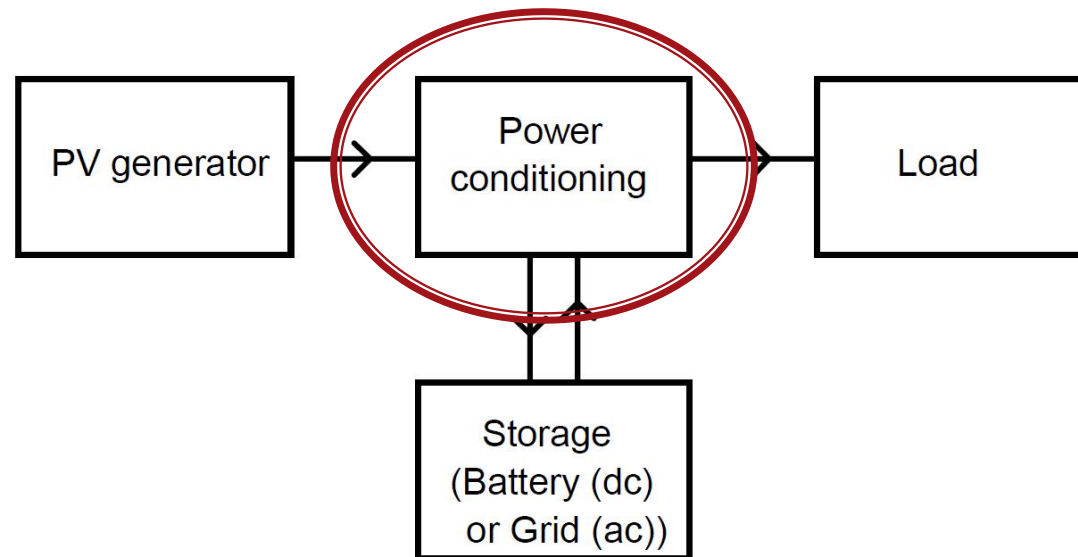 PV generator
Power
conditioning
Load
Storage
(Battery (dc)
or Grid (ac))